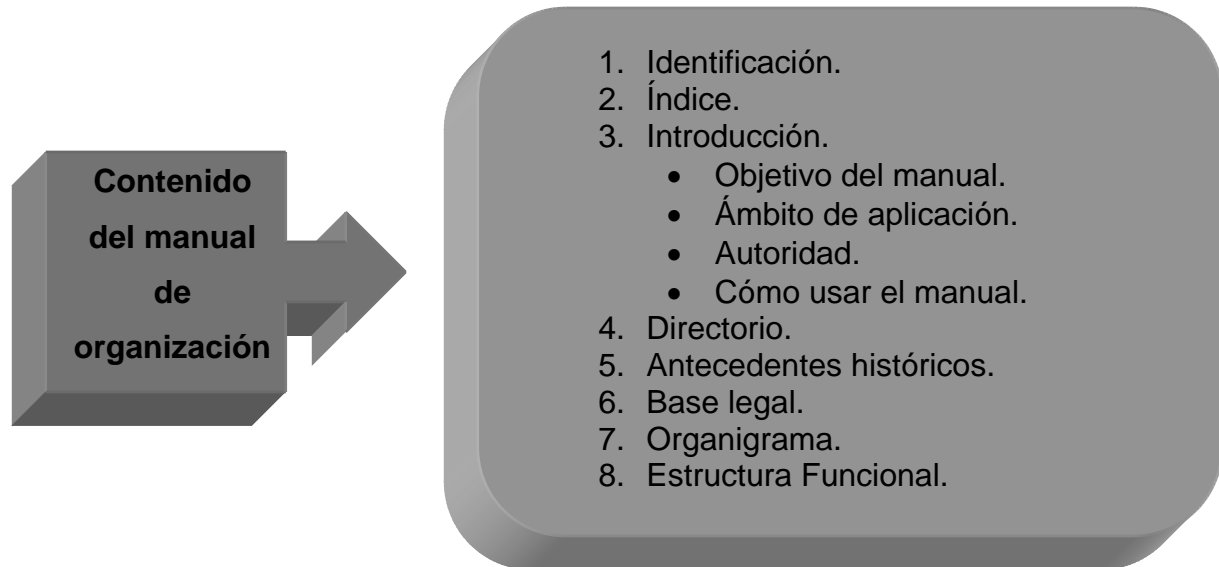 Contenido
del manual
de
organización
1. Identificación.
2. Índice.
3. Introducción.
• Objetivo del manual.
• Ámbito de aplicación.
• Autoridad.
• Cómo usar el manual.
4. Directorio.
5. Antecedentes históricos.
6. Base legal.
7. Organigrama.
8. Estructura Funcional.